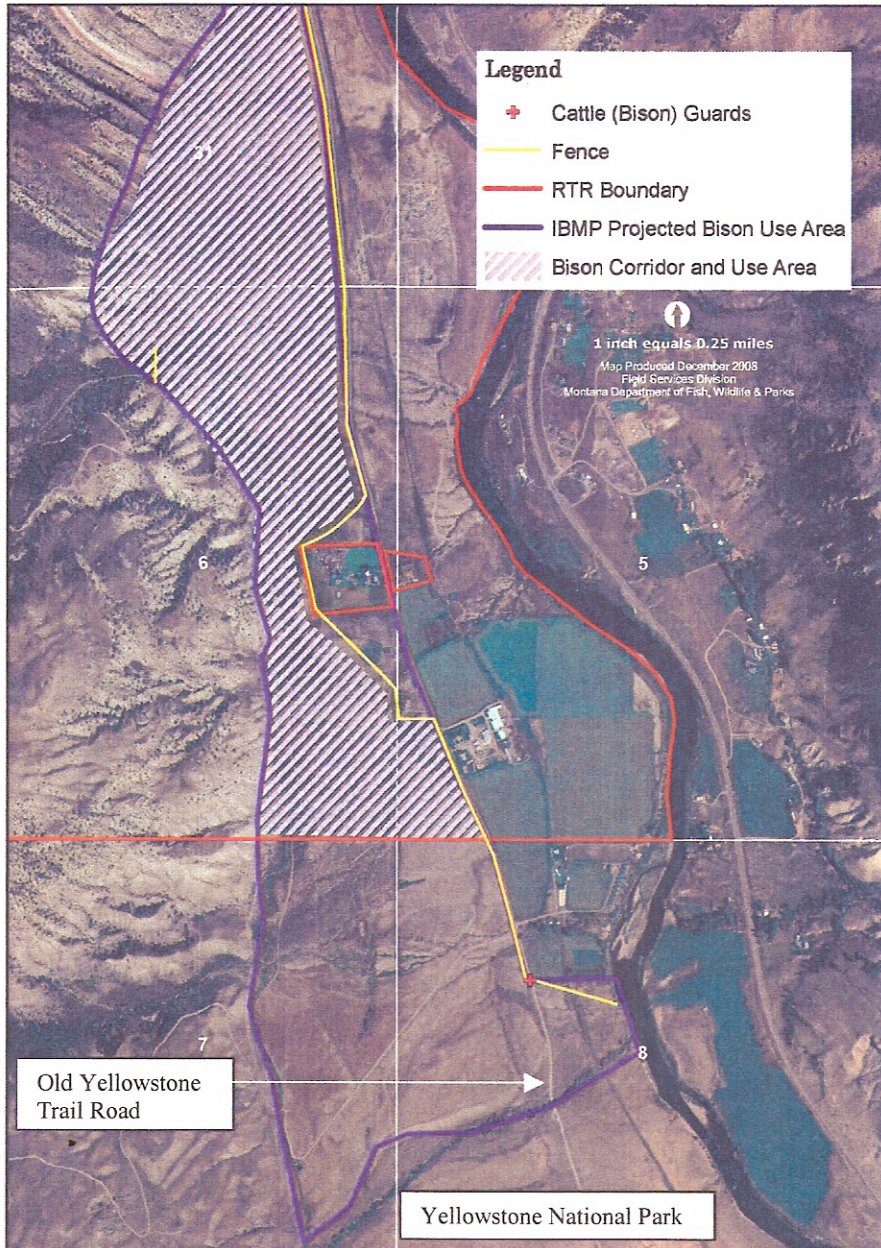 Legend
Cattle (Bison) Guards
Fence
RTR Boundary
IBMP Projected Bison Use Area
Bison Corridor and Use Area
31
1 inch equals 0.25 miles
Map Produced December 2008
Field Services Division
Montana Department of Fish, Wildlife & Parks
6
5
7
8
Old Yellowstone
Trail Road
Yellowstone National Park